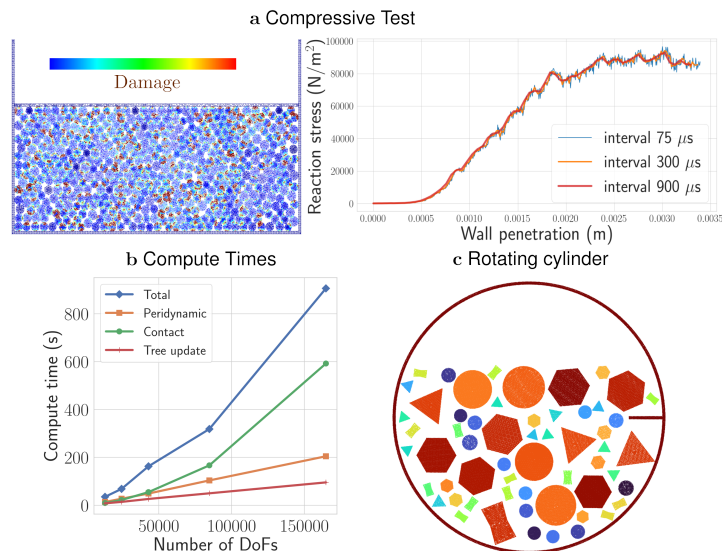 a Compressive Test
Damage
Reaction stress (N/m²)
100000
80000
60000
40000
20000
0
interval 75 μs
interval 300 μs
interval 900 μs
0.0000 0.0005 0.0010 0.0015 0.0020 0.0025 0.0030 0.0035
Wall penetration (m)
b Compute Times
Compute time (s)
800
600
400
200
0
Total
Peridynamic
Contact
Tree update
50000 100000 150000
Number of DoFs
c Rotating cylinder